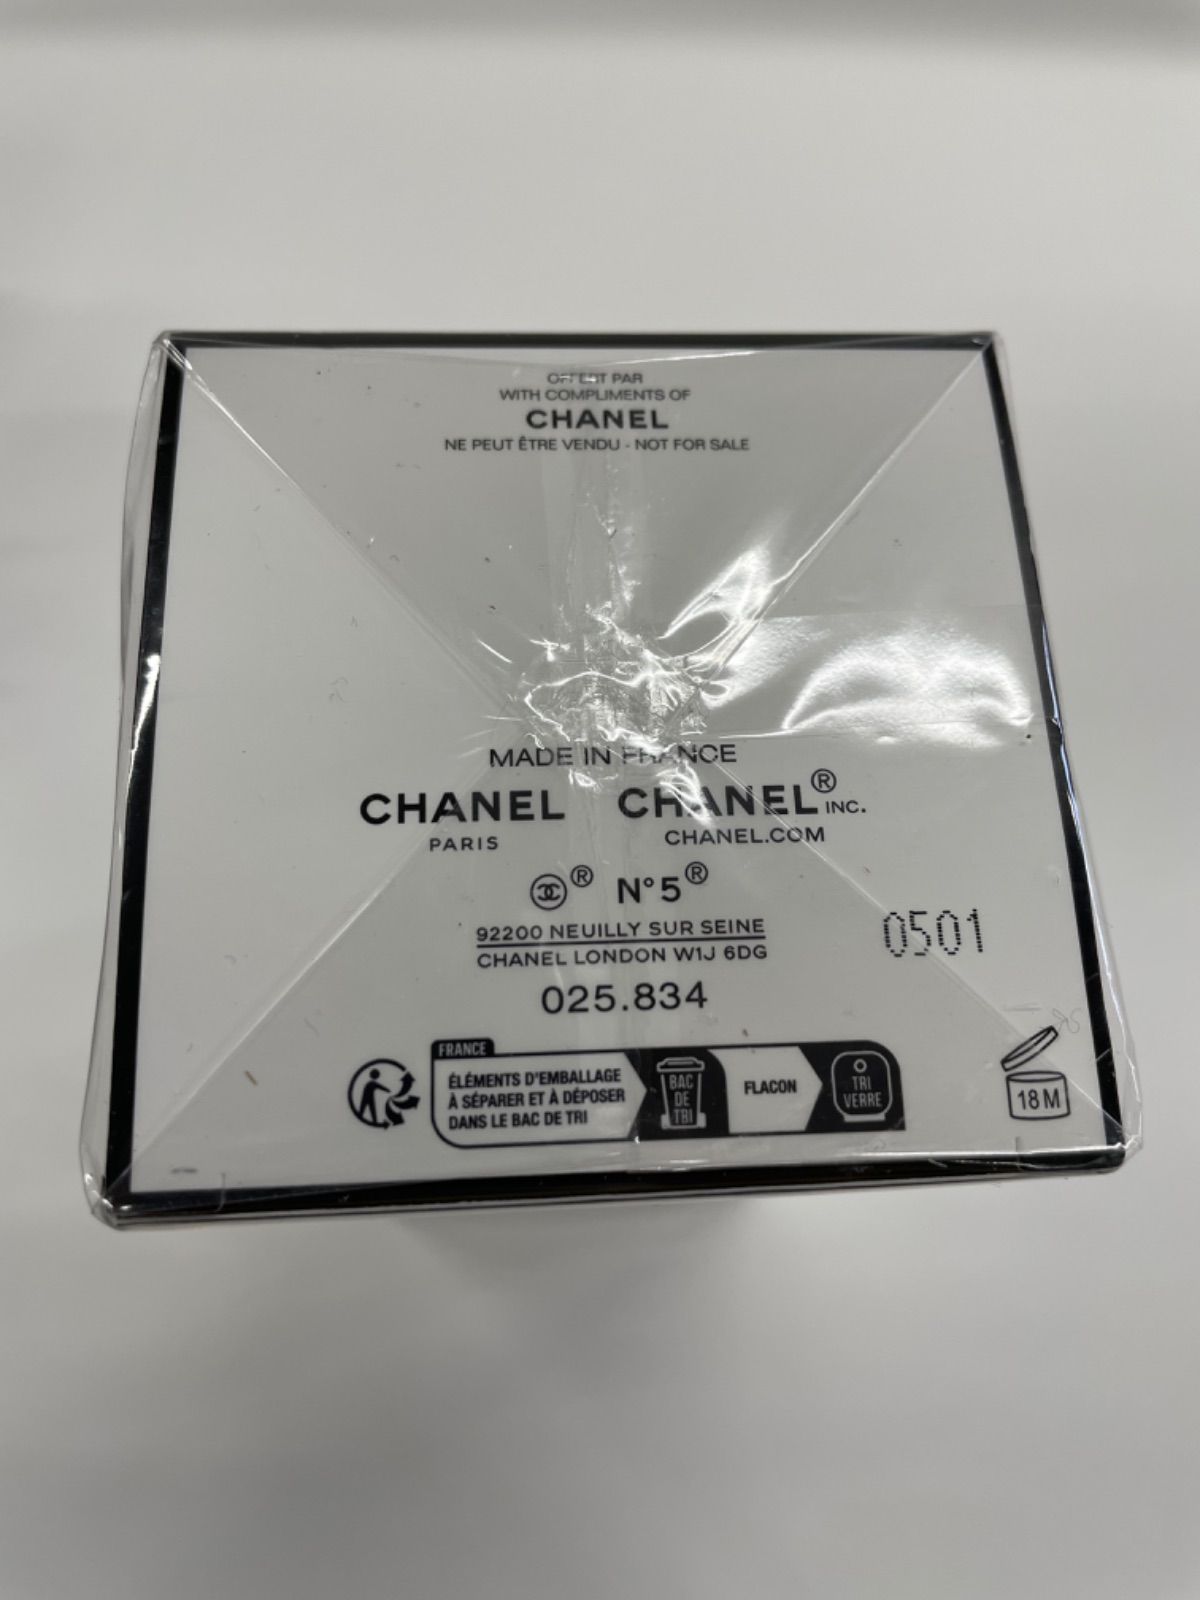 OFFERT PAR
WITH COMPLIMENTS OF
CHANEL
NE PEUT ÊTRE VENDU - NOT FOR SALE
MADE IN FRANCE
CHANEL CHANEL® INC.
PARIS CHANEL.COM
® N°5®
92200 NEUILLY SUR SEINE
CHANEL LONDON W1J 6DG
0501
025.834
FRANCE
ÉLÉMENTS D'EMBALLAGE
À SÉPARER ET À DÉPOSER
DANS LE BAC DE TRI
BAC
DE
TRI
FLACON
TRI
VERRE
18M